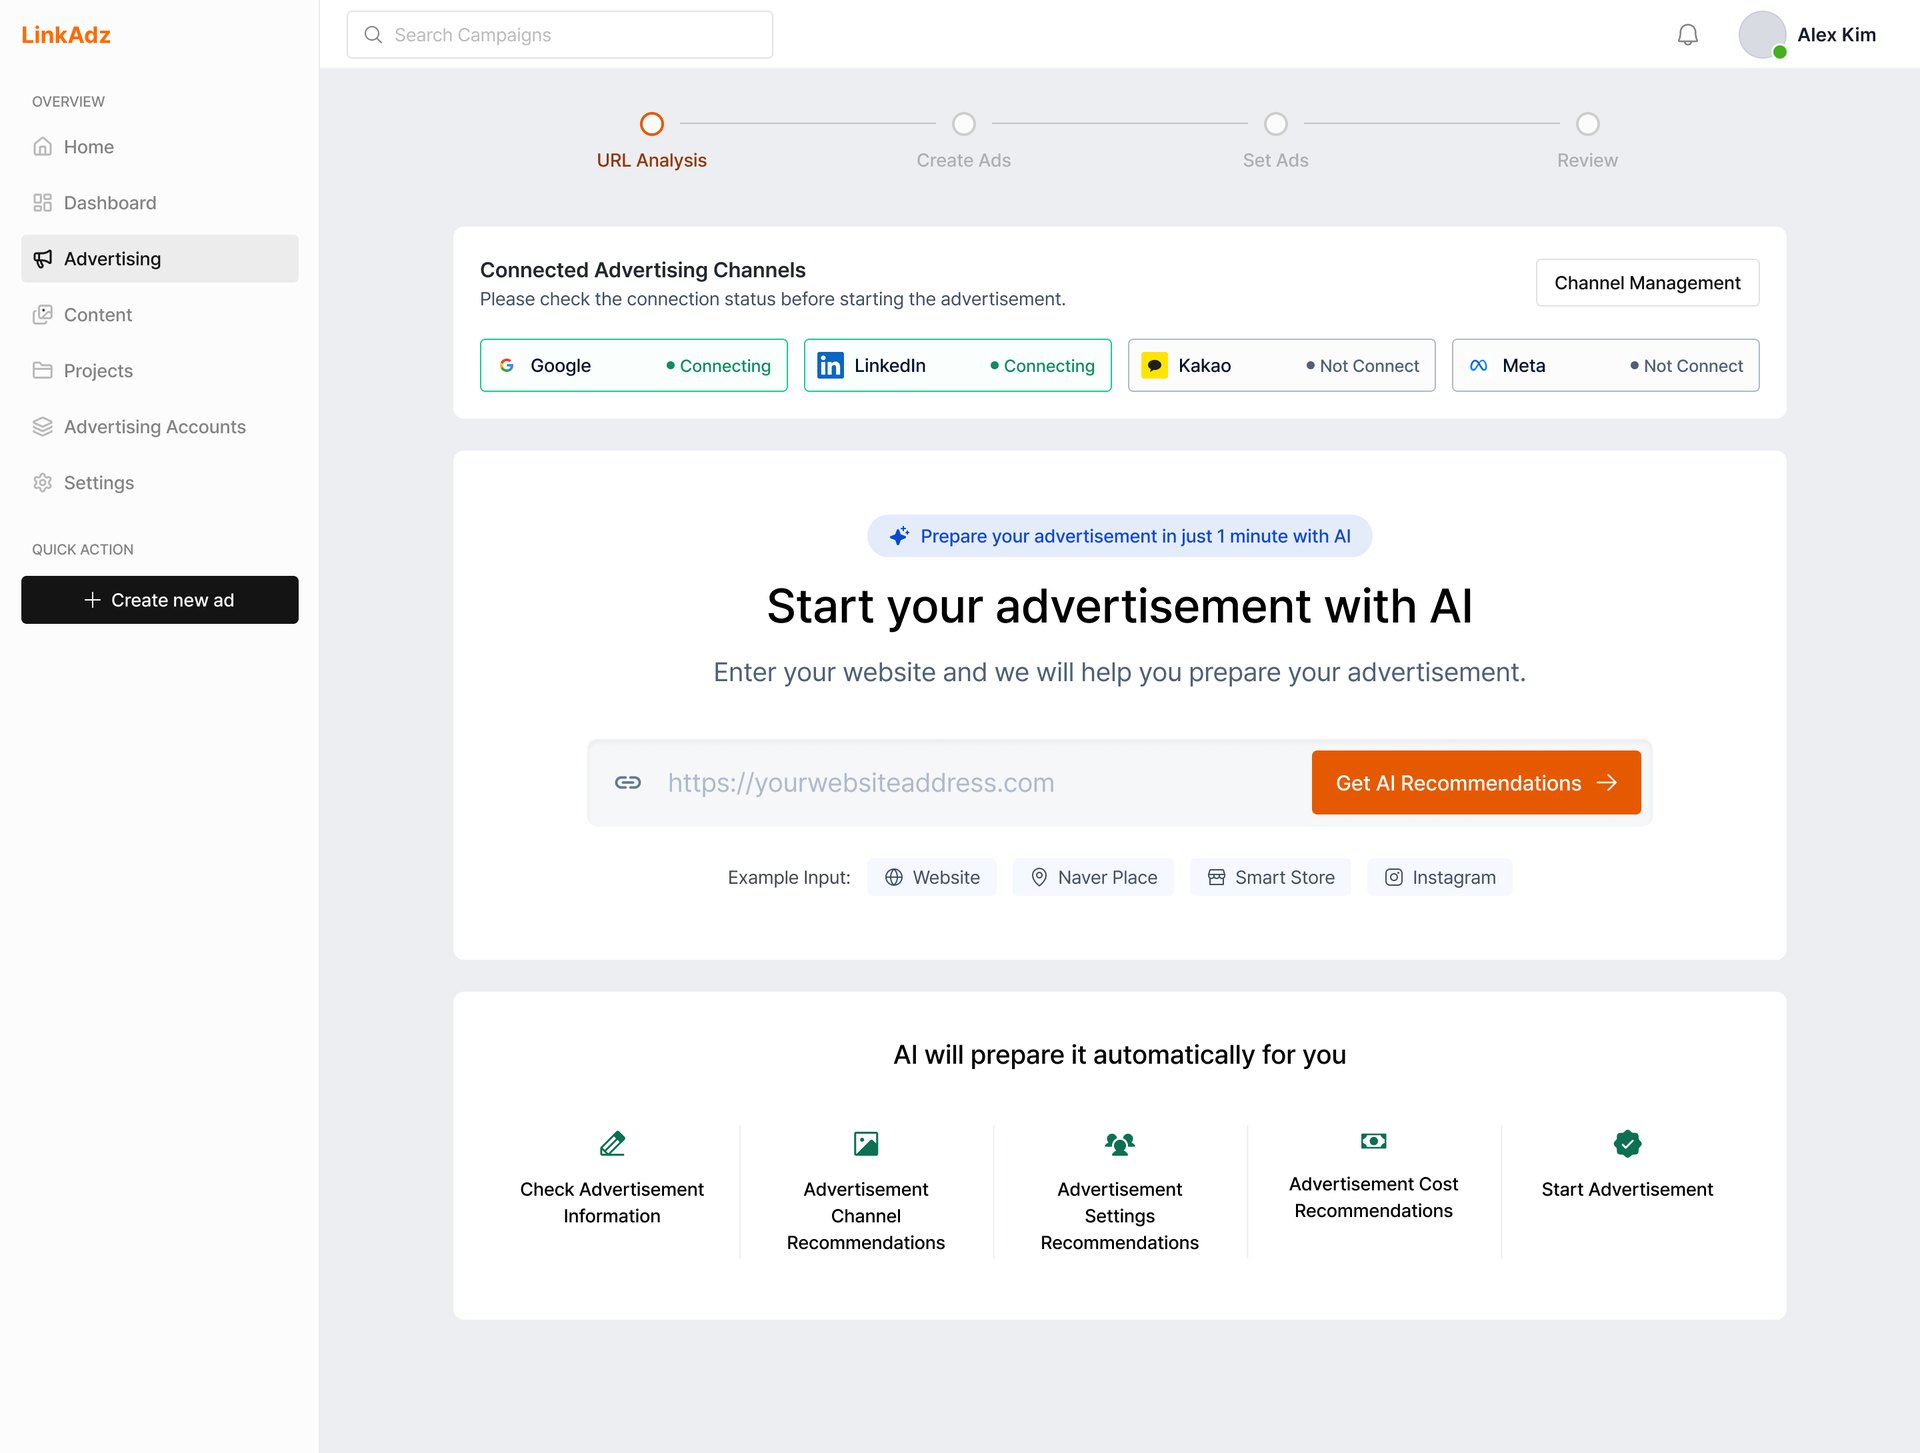 LinkAdz
Search Campaigns
Alex Kim
OVERVIEW
Home
Dashboard
Advertising
Content
Projects
Advertising Accounts
Settings
QUICK ACTION
Create new ad
URL Analysis
Create Ads
Set Ads
Review
Connected Advertising Channels
Please check the connection status before starting the advertisement.
Channel Management
Google
Connecting
LinkedIn
Connecting
Kakao
Not Connect
Meta
Not Connect
Prepare your advertisement in just 1 minute with AI
Start your advertisement with AI
Enter your website and we will help you prepare your advertisement.
https://yourwebsiteaddress.com
Get AI Recommendations
Example Input:
Website
Naver Place
Smart Store
Instagram
AI will prepare it automatically for you
Check Advertisement
Information
Advertisement
Channel
Recommendations
Advertisement
Settings
Recommendations
Advertisement Cost
Recommendations
Start Advertisement